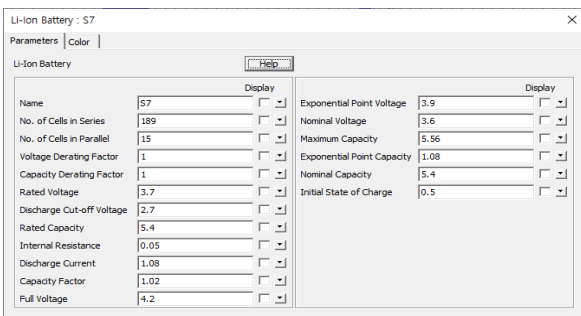 Li-Ion Battery : S7
Parameters Color
Li-Ion Battery Help
Display
Name S7
No. of Cells in Series 189
No. of Cells in Parallel 15
Voltage Derating Factor 1
Capacity Derating Factor 1
Rated Voltage 3.7
Discharge Cut-off Voltage 2.7
Rated Capacity 5.4
Internal Resistance 0.05
Discharge Current 1.08
Capacity Factor 1.02
Full Voltage 4.2
Display
Exponential Point Voltage 3.9
Nominal Voltage 3.6
Maximum Capacity 5.56
Exponential Point Capacity 1.08
Nominal Capacity 5.4
Initial State of Charge 0.5